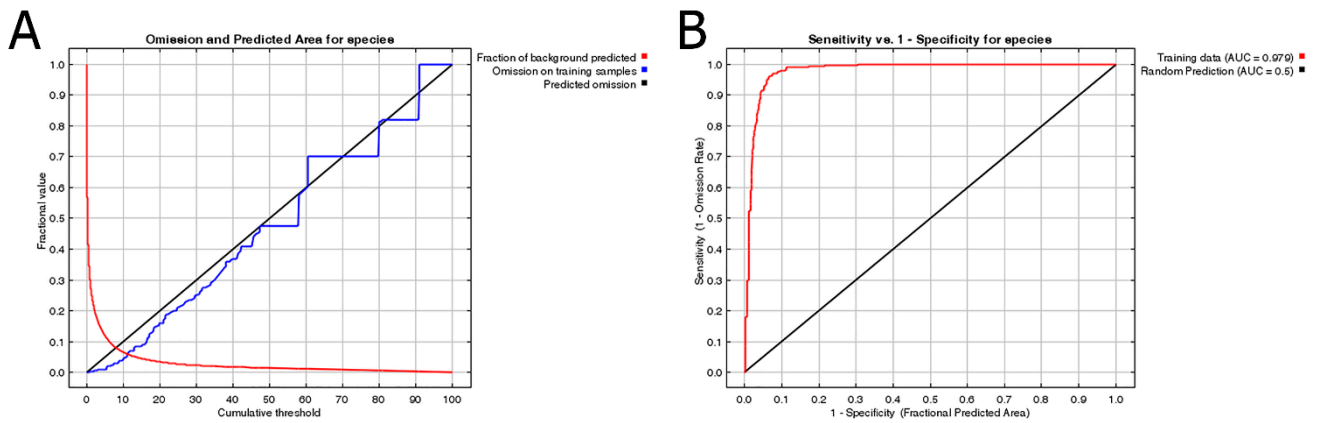 A
Omission and Predicted Area for species
Fraction of background predicted
Omission on training samples
Predicted omission
Fractional value
1.0
0.9
0.8
0.7
0.6
0.5
0.4
0.3
0.2
0.1
0.0
0 10 20 30 40 50 60 70 80 90 100
Cumulative threshold
B
Sensitivity vs. 1 - Specificity for species
Training data (AUC = 0.979)
Random Prediction (AUC = 0.5)
Sensitivity (1 - Omission Rate)
1.0
0.9
0.8
0.7
0.6
0.5
0.4
0.3
0.2
0.1
0.0
0.0 0.1 0.2 0.3 0.4 0.5 0.6 0.7 0.8 0.9 1.0
1 - Specificity (Fractional Predicted Area)